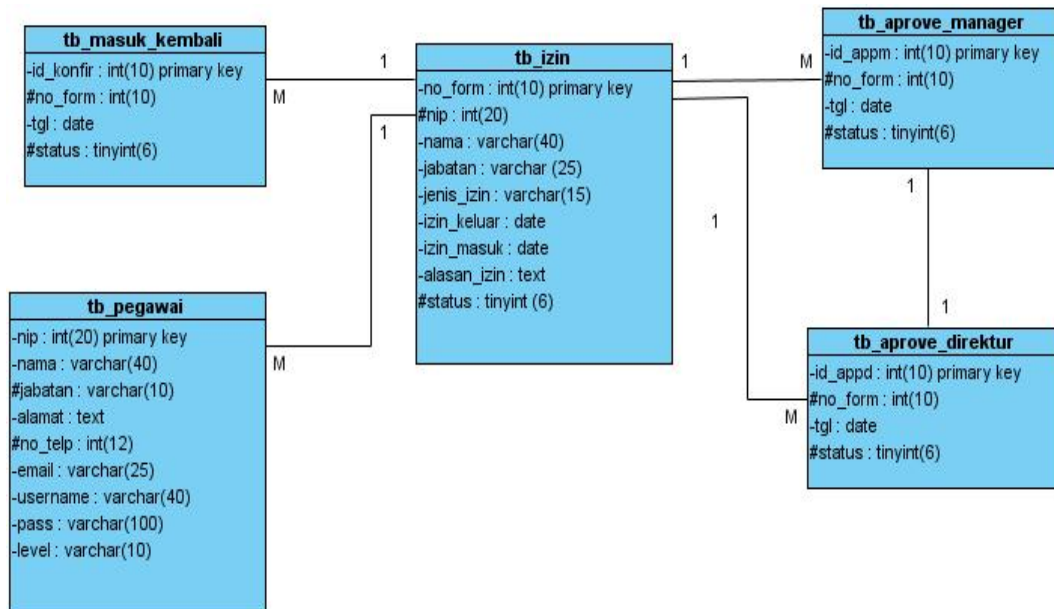 tb_masuk_kembali
-id_konfir : int(10) primary key
#no_form : int(10)
-tgl : date
#status : tinyint(6)
1
M
tb_izin
-no_form : int(10) primary key
#nip : int(20)
-nama : varchar(40)
-jabatan : varchar (25)
-jenis_izin : varchar(15)
-izin_keluar : date
-izin_masuk : date
-alasan_izin : text
#status : tinyint (6)
1
M
tb_aprove_manager
-id_appm : int(10) primary key
#no_form : int(10)
-tgl : date
#status : tinyint(6)
1
1
1
M
tb_pegawai
-nip : int(20) primary key
-nama : varchar(40)
#jabatan : varchar(10)
-alamat : text
#no_telp : int(12)
-email : varchar(25)
-username : varchar(40)
-pass : varchar(100)
-level : varchar(10)
1
M
tb_aprove_direktur
-id_appd : int(10) primary key
#no_form : int(10)
-tgl : date
#status : tinyint(6)